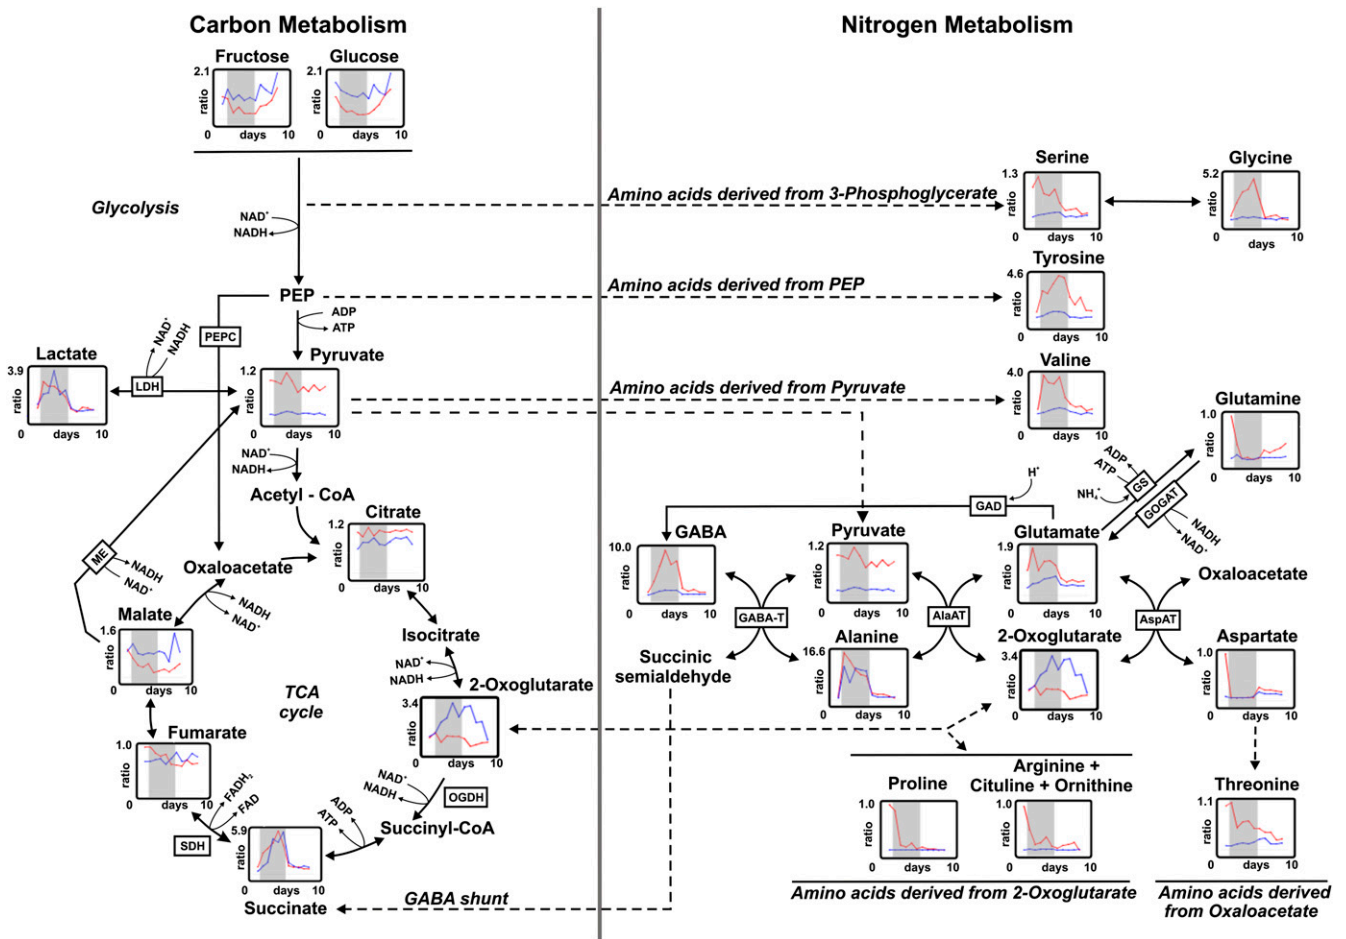 Carbon Metabolism
Nitrogen Metabolism
Fructose
Glucose
2.1
ratio
0 days 10
2.1
ratio
0 days 10
Glycolysis
NAD+
NADH
Amino acids derived from 3-Phosphoglycerate
Serine
1.3
ratio
0 days 10
Glycine
5.2
ratio
0 days 10
PEP
Amino acids derived from PEP
Tyrosine
4.6
ratio
0 days 10
ADP
ATP
PEPC
NAD+
NADH
LDH
Lactate
3.9
ratio
0 days 10
Pyruvate
1.2
ratio
0 days 10
Amino acids derived from Pyruvate
Valine
4.0
ratio
0 days 10
Glutamine
1.0
ratio
0 days 10
NAD+
NADH
Acetyl - CoA
Citrate
1.2
ratio
0 days 10
ADP
ATP
NH4+
GS
GOGAT
NADH
NAD+
H+
GAD
GABA
10.0
ratio
0 days 10
Pyruvate
1.2
ratio
0 days 10
Glutamate
1.9
ratio
0 days 10
Oxaloacetate
ME
NADH
NAD+
Oxaloacetate
NADH
NAD+
Malate
1.6
ratio
0 days 10
Isocitrate
NAD+
NADH
GABA-T
AlaAT
AspAT
Succinic
semialdehyde
Alanine
16.6
ratio
0 days 10
2-Oxoglutarate
3.4
ratio
0 days 10
Aspartate
1.0
ratio
0 days 10
TCA
cycle
2-Oxoglutarate
3.4
ratio
0 days 10
Fumarate
1.0
ratio
0 days 10
FADH2
FAD
SDH
NAD+
NADH
OGDH
ADP
ATP
Succinyl-CoA
5.9
ratio
0 days 10
Succinate
GABA shunt
Proline
1.0
ratio
0 days 10
Arginine +
Cituline + Ornithine
1.0
ratio
0 days 10
Threonine
1.1
ratio
0 days 10
Amino acids derived from 2-Oxoglutarate
Amino acids derived
from Oxaloacetate